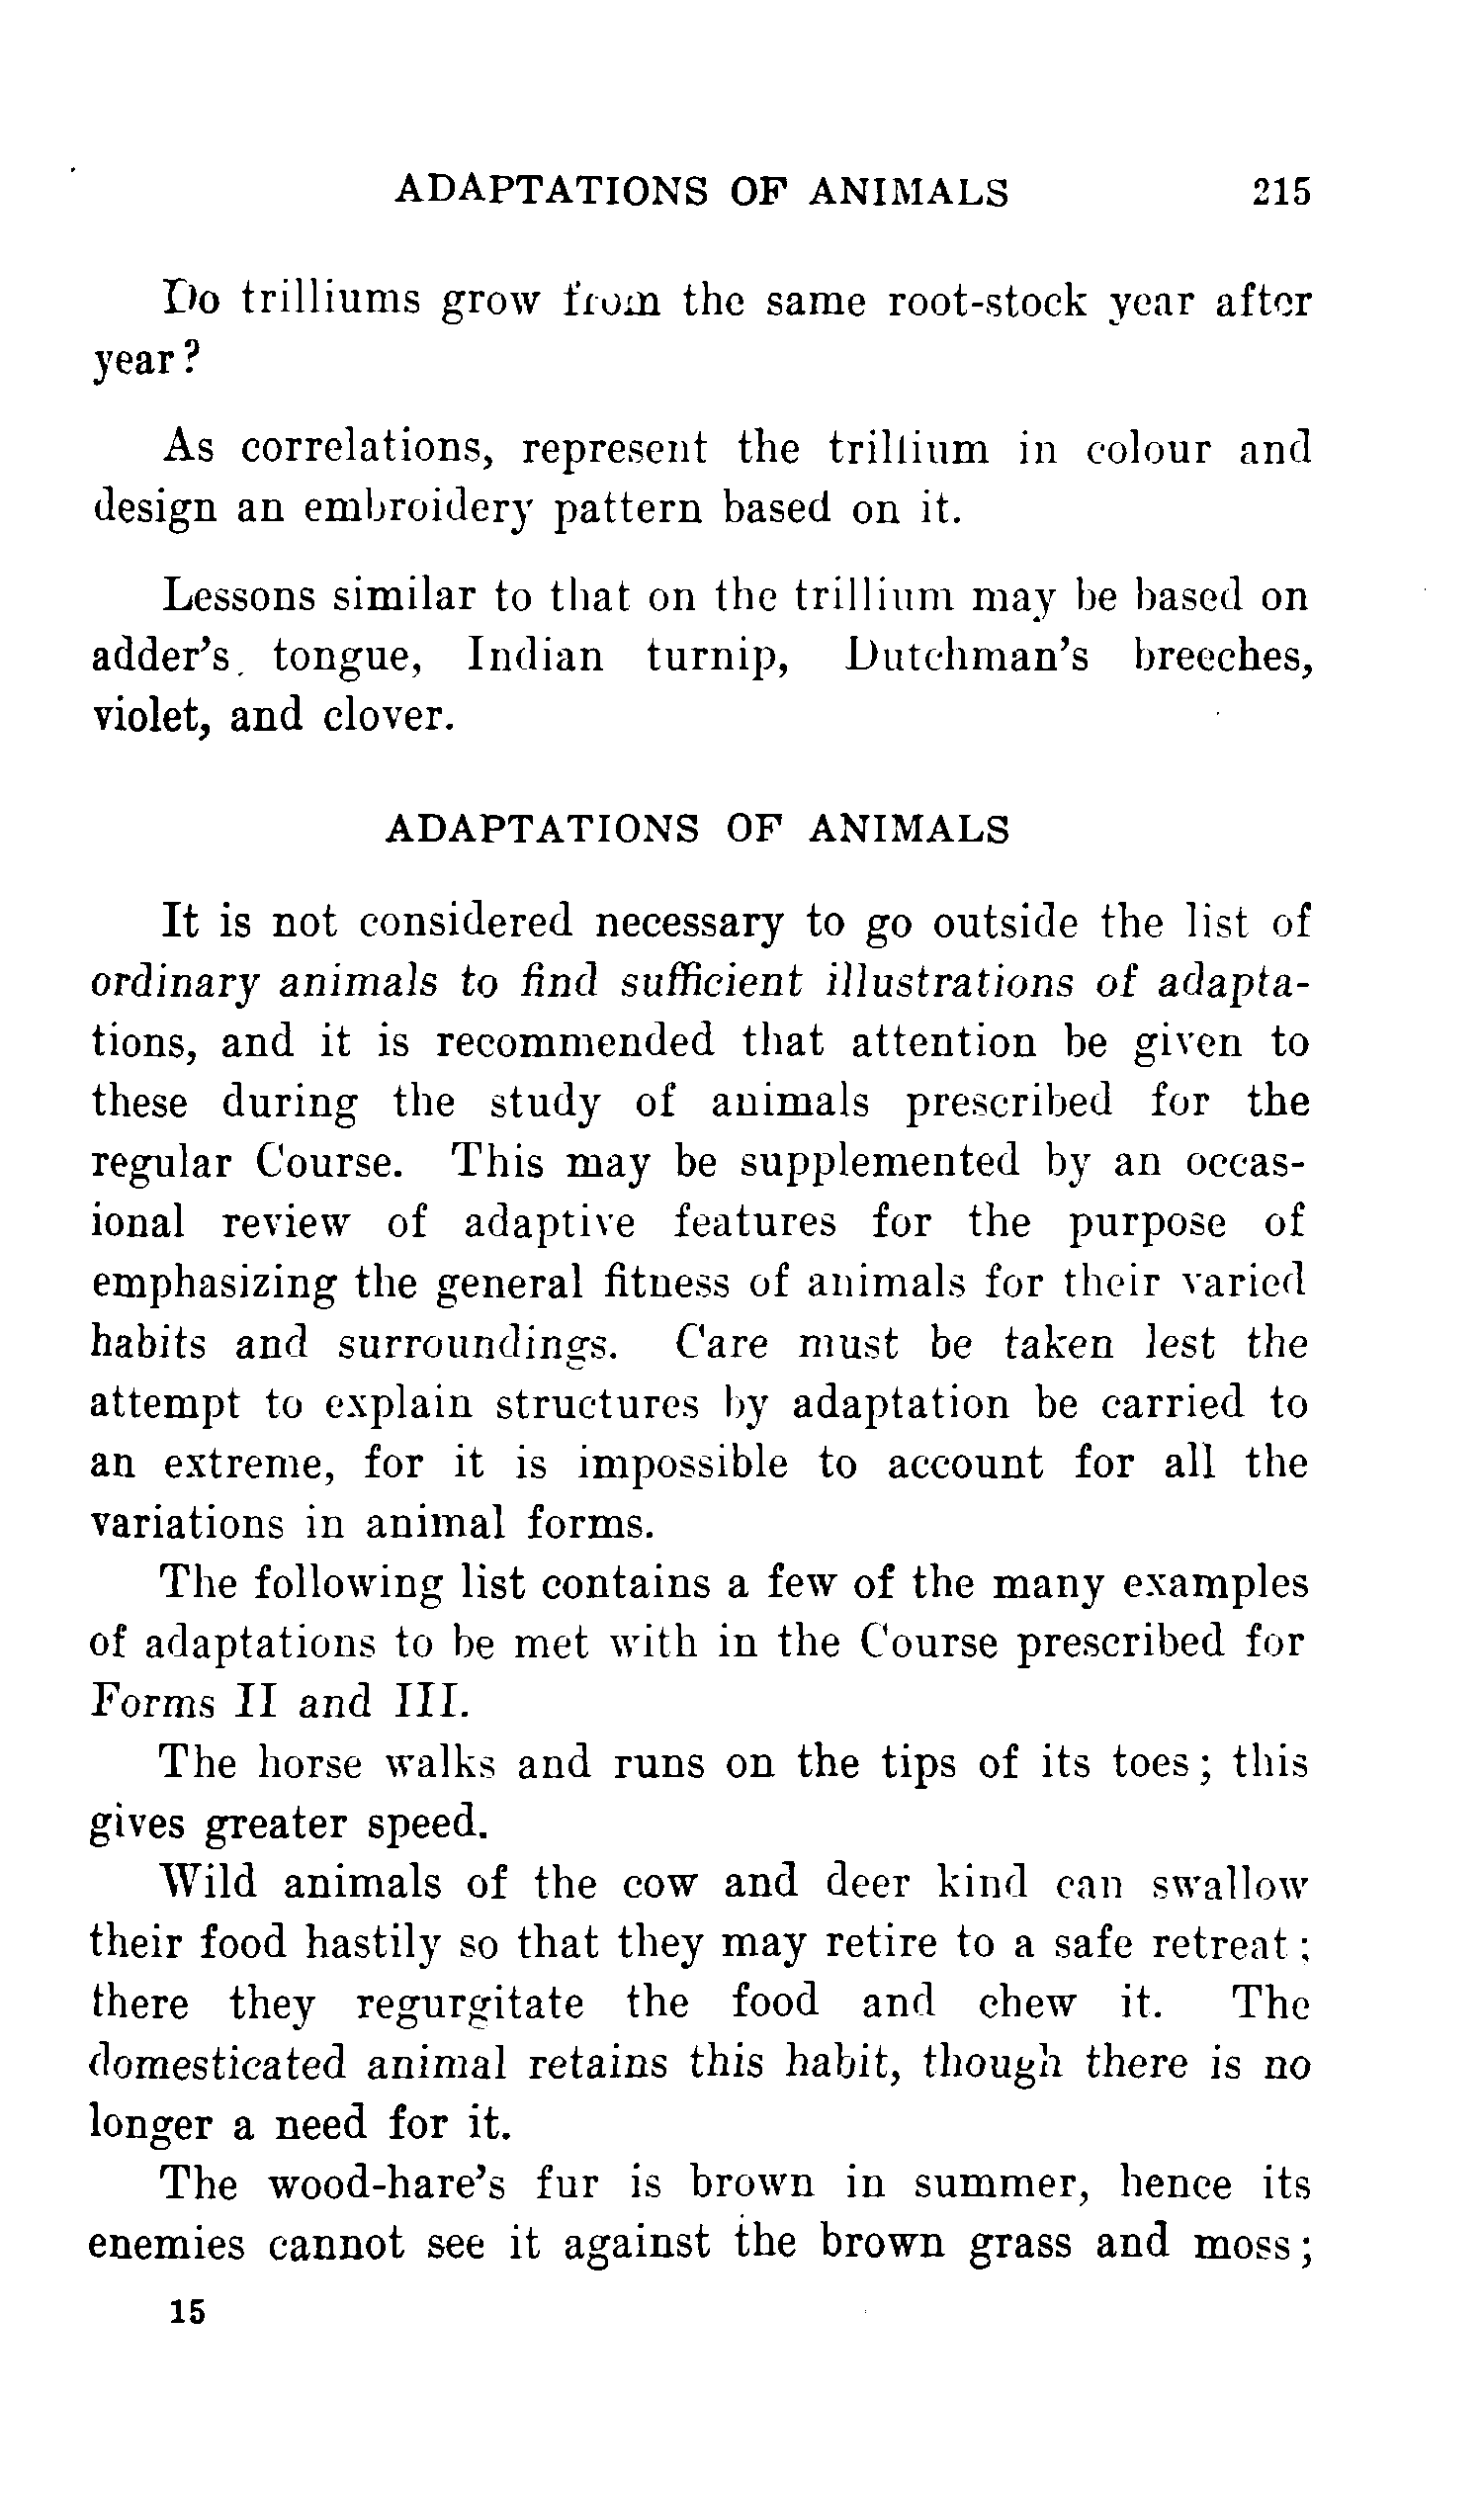 ADAPTATIONS OF ANIMALS 215
Do trilliums grow from the same root-stock year after
year?
As correlations, represent the trillium in colour and
design an embroidery pattern based on it.
Lessons similar to that on the trillium may be based on
adder's tongue, Indian turnip, Dutchman's breeches,
violet, and clover.
ADAPTATIONS OF ANIMALS
It is not considered necessary to go outside the list of
ordinary animals to find sufficient illustrations of adapta-
tions, and it is recommended that attention be given to
these during the study of animals prescribed for the
regular Course. This may be supplemented by an occas-
ional review of adaptive features for the purpose of
emphasizing the general fitness of animals for their varied
habits and surroundings. Care must be taken lest the
attempt to explain structures by adaptation be carried to
an extreme, for it is impossible to account for all the
variations in animal forms.
The following list contains a few of the many examples
of adaptations to be met with in the Course prescribed for
Forms II and III.
The horse walks and runs on the tips of its toes; this
gives greater speed.
Wild animals of the cow and deer kind can swallow
their food hastily so that they may retire to a safe retreat;
there they regurgitate the food and chew it. The
domesticated animal retains this habit, though there is no
longer a need for it.
The wood-hare's fur is brown in summer, hence its
enemies cannot see it against the brown grass and moss;
15